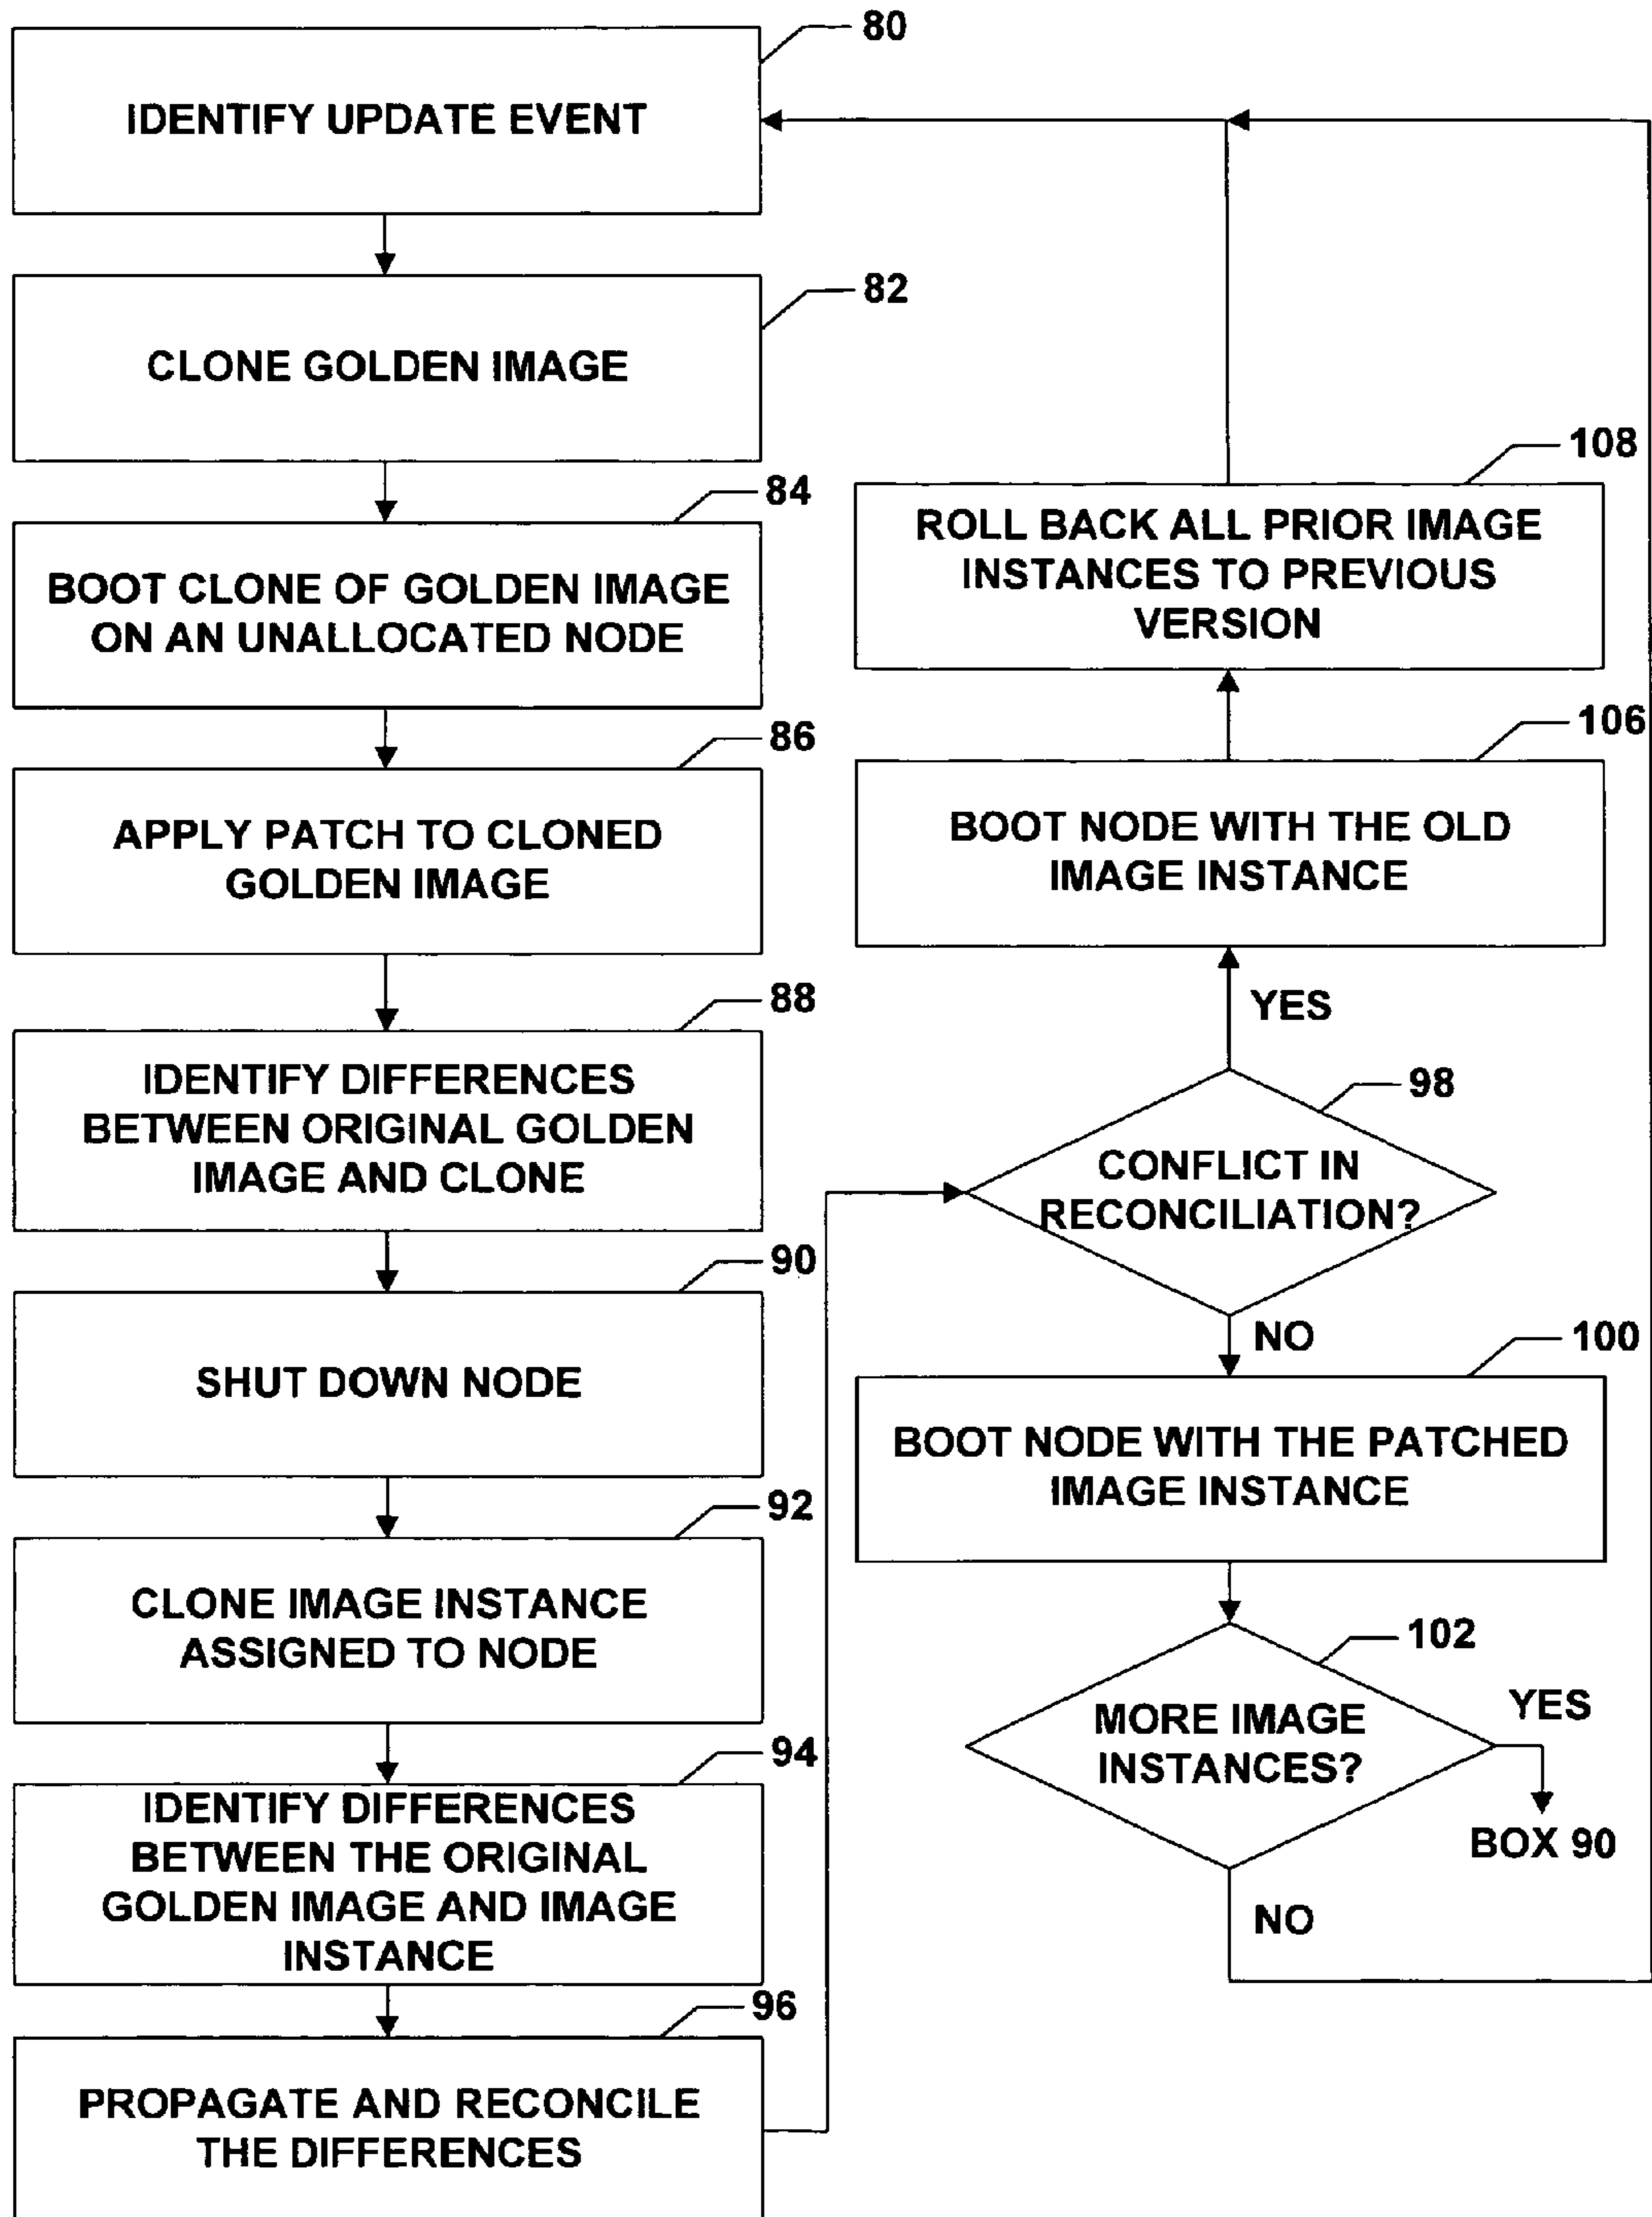 80
IDENTIFY UPDATE EVENT
82
CLONE GOLDEN IMAGE
84
BOOT CLONE OF GOLDEN IMAGE
ON AN UNALLOCATED NODE
86
APPLY PATCH TO CLONED
GOLDEN IMAGE
88
IDENTIFY DIFFERENCES
BETWEEN ORIGINAL GOLDEN
IMAGE AND CLONE
90
SHUT DOWN NODE
92
CLONE IMAGE INSTANCE
ASSIGNED TO NODE
94
IDENTIFY DIFFERENCES
BETWEEN THE ORIGINAL
GOLDEN IMAGE AND IMAGE
INSTANCE
96
PROPAGATE AND RECONCILE
THE DIFFERENCES
108
ROLL BACK ALL PRIOR IMAGE
INSTANCES TO PREVIOUS
VERSION
106
BOOT NODE WITH THE OLD
IMAGE INSTANCE
YES
98
CONFLICT IN
RECONCILIATION?
NO
100
BOOT NODE WITH THE PATCHED
IMAGE INSTANCE
102
MORE IMAGE
INSTANCES?
YES
BOX 90
NO